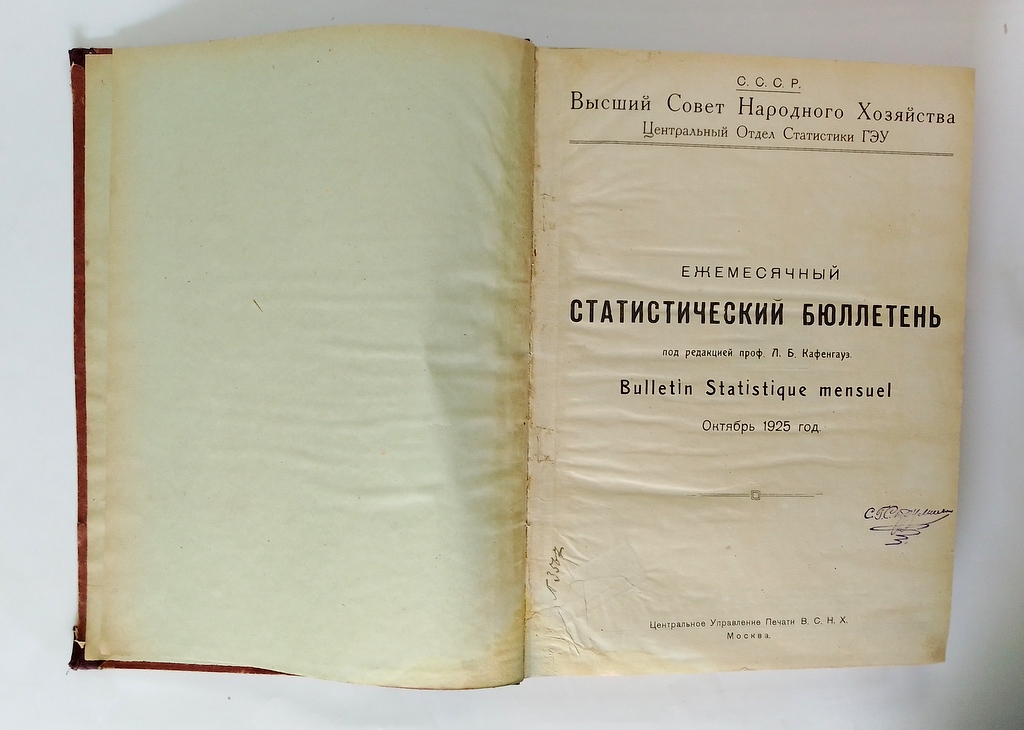 С. С. С. Р.
Высший Совет Народного Хозяйства
Центральный Отдел Статистики ГЭУ
ЕЖЕМЕСЯЧНЫЙ
СТАТИСТИЧЕСКИЙ БЮЛЛЕТЕНЬ
под редакцией проф. Л. Б. Кафенгауз.
Bulletin Statistique mensuel
Октябрь 1925 год.
Центральное Управление Печати В. С. Н. Х.
Москва.